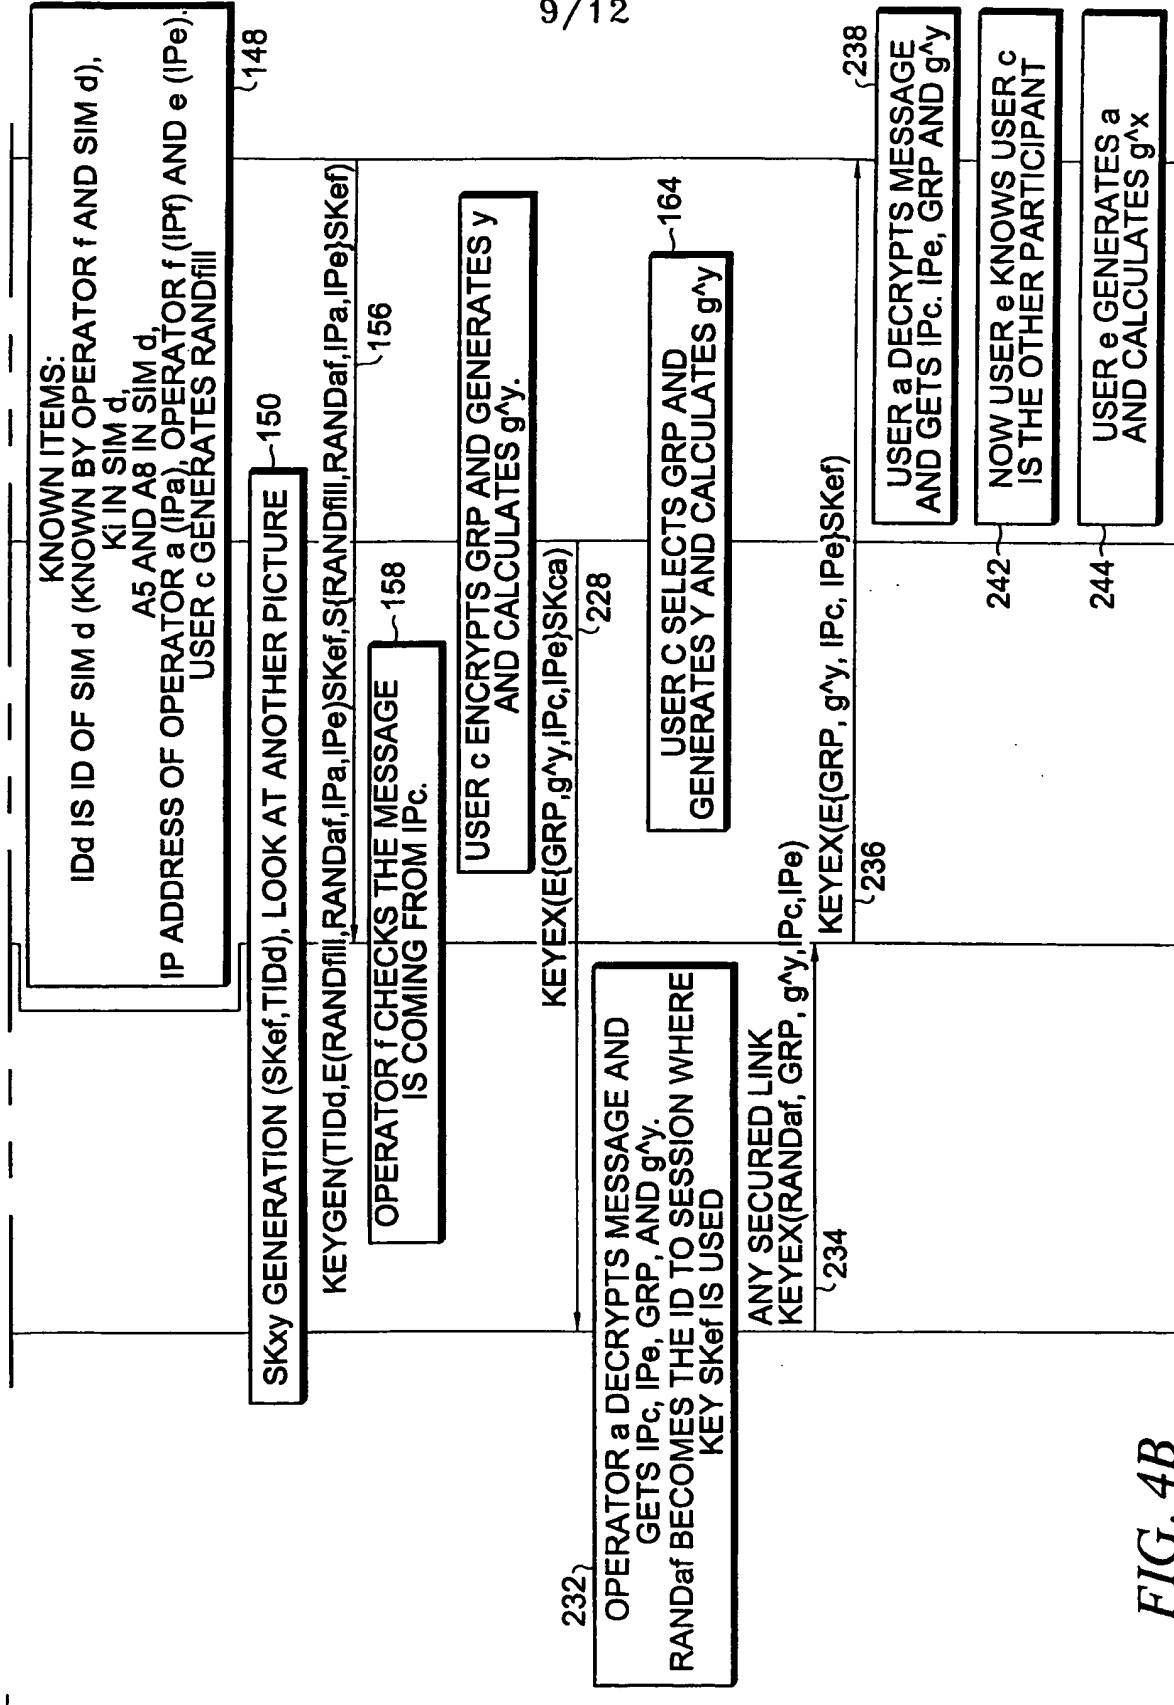 9/12
KNOWN ITEMS:
IDd IS ID OF SIM d (KNOWN BY OPERATOR f AND SIM d),
Ki IN SIM d,
A5 AND A8 IN SIM d,
IP ADDRESS OF OPERATOR a (IPa), OPERATOR f (IPf) AND e (IPe).
USER c GENERATES RANDfill
148
SKxy GENERATION (SKef,TIDd), LOOK AT ANOTHER PICTURE
150
KEYGEN(TIDd,E(RANDfill,RANDaf,IPa,IPe}SKef,S{RANDfill,RANDaf,IPa,IPe}SKef)
156
OPERATOR f CHECKS THE MESSAGE
IS COMING FROM IPc.
158
USER c ENCRYPTS GRP AND GENERATES y
AND CALCULATES g^y.
KEYEX(E{GRP,g^y,IPc,IPe}SKca)
228
232
OPERATOR a DECRYPTS MESSAGE AND
GETS IPc, IPe, GRP, AND g^y.
RANDaf BECOMES THE ID TO SESSION WHERE
KEY SKef IS USED
USER C SELECTS GRP AND
GENERATES Y AND CALCULATES g^y
164
ANY SECURED LINK
KEYEX(RANDaf, GRP, g^y,IPc,IPe)
234
KEYEX(E{GRP, g^y, IPc, IPe}SKef)
236
238
USER a DECRYPTS MESSAGE
AND GETS IPc. IPe, GRP AND g^y
NOW USER e KNOWS USER c
IS THE OTHER PARTICIPANT
242
USER e GENERATES a
AND CALCULATES g^x
244
FIG. 4B